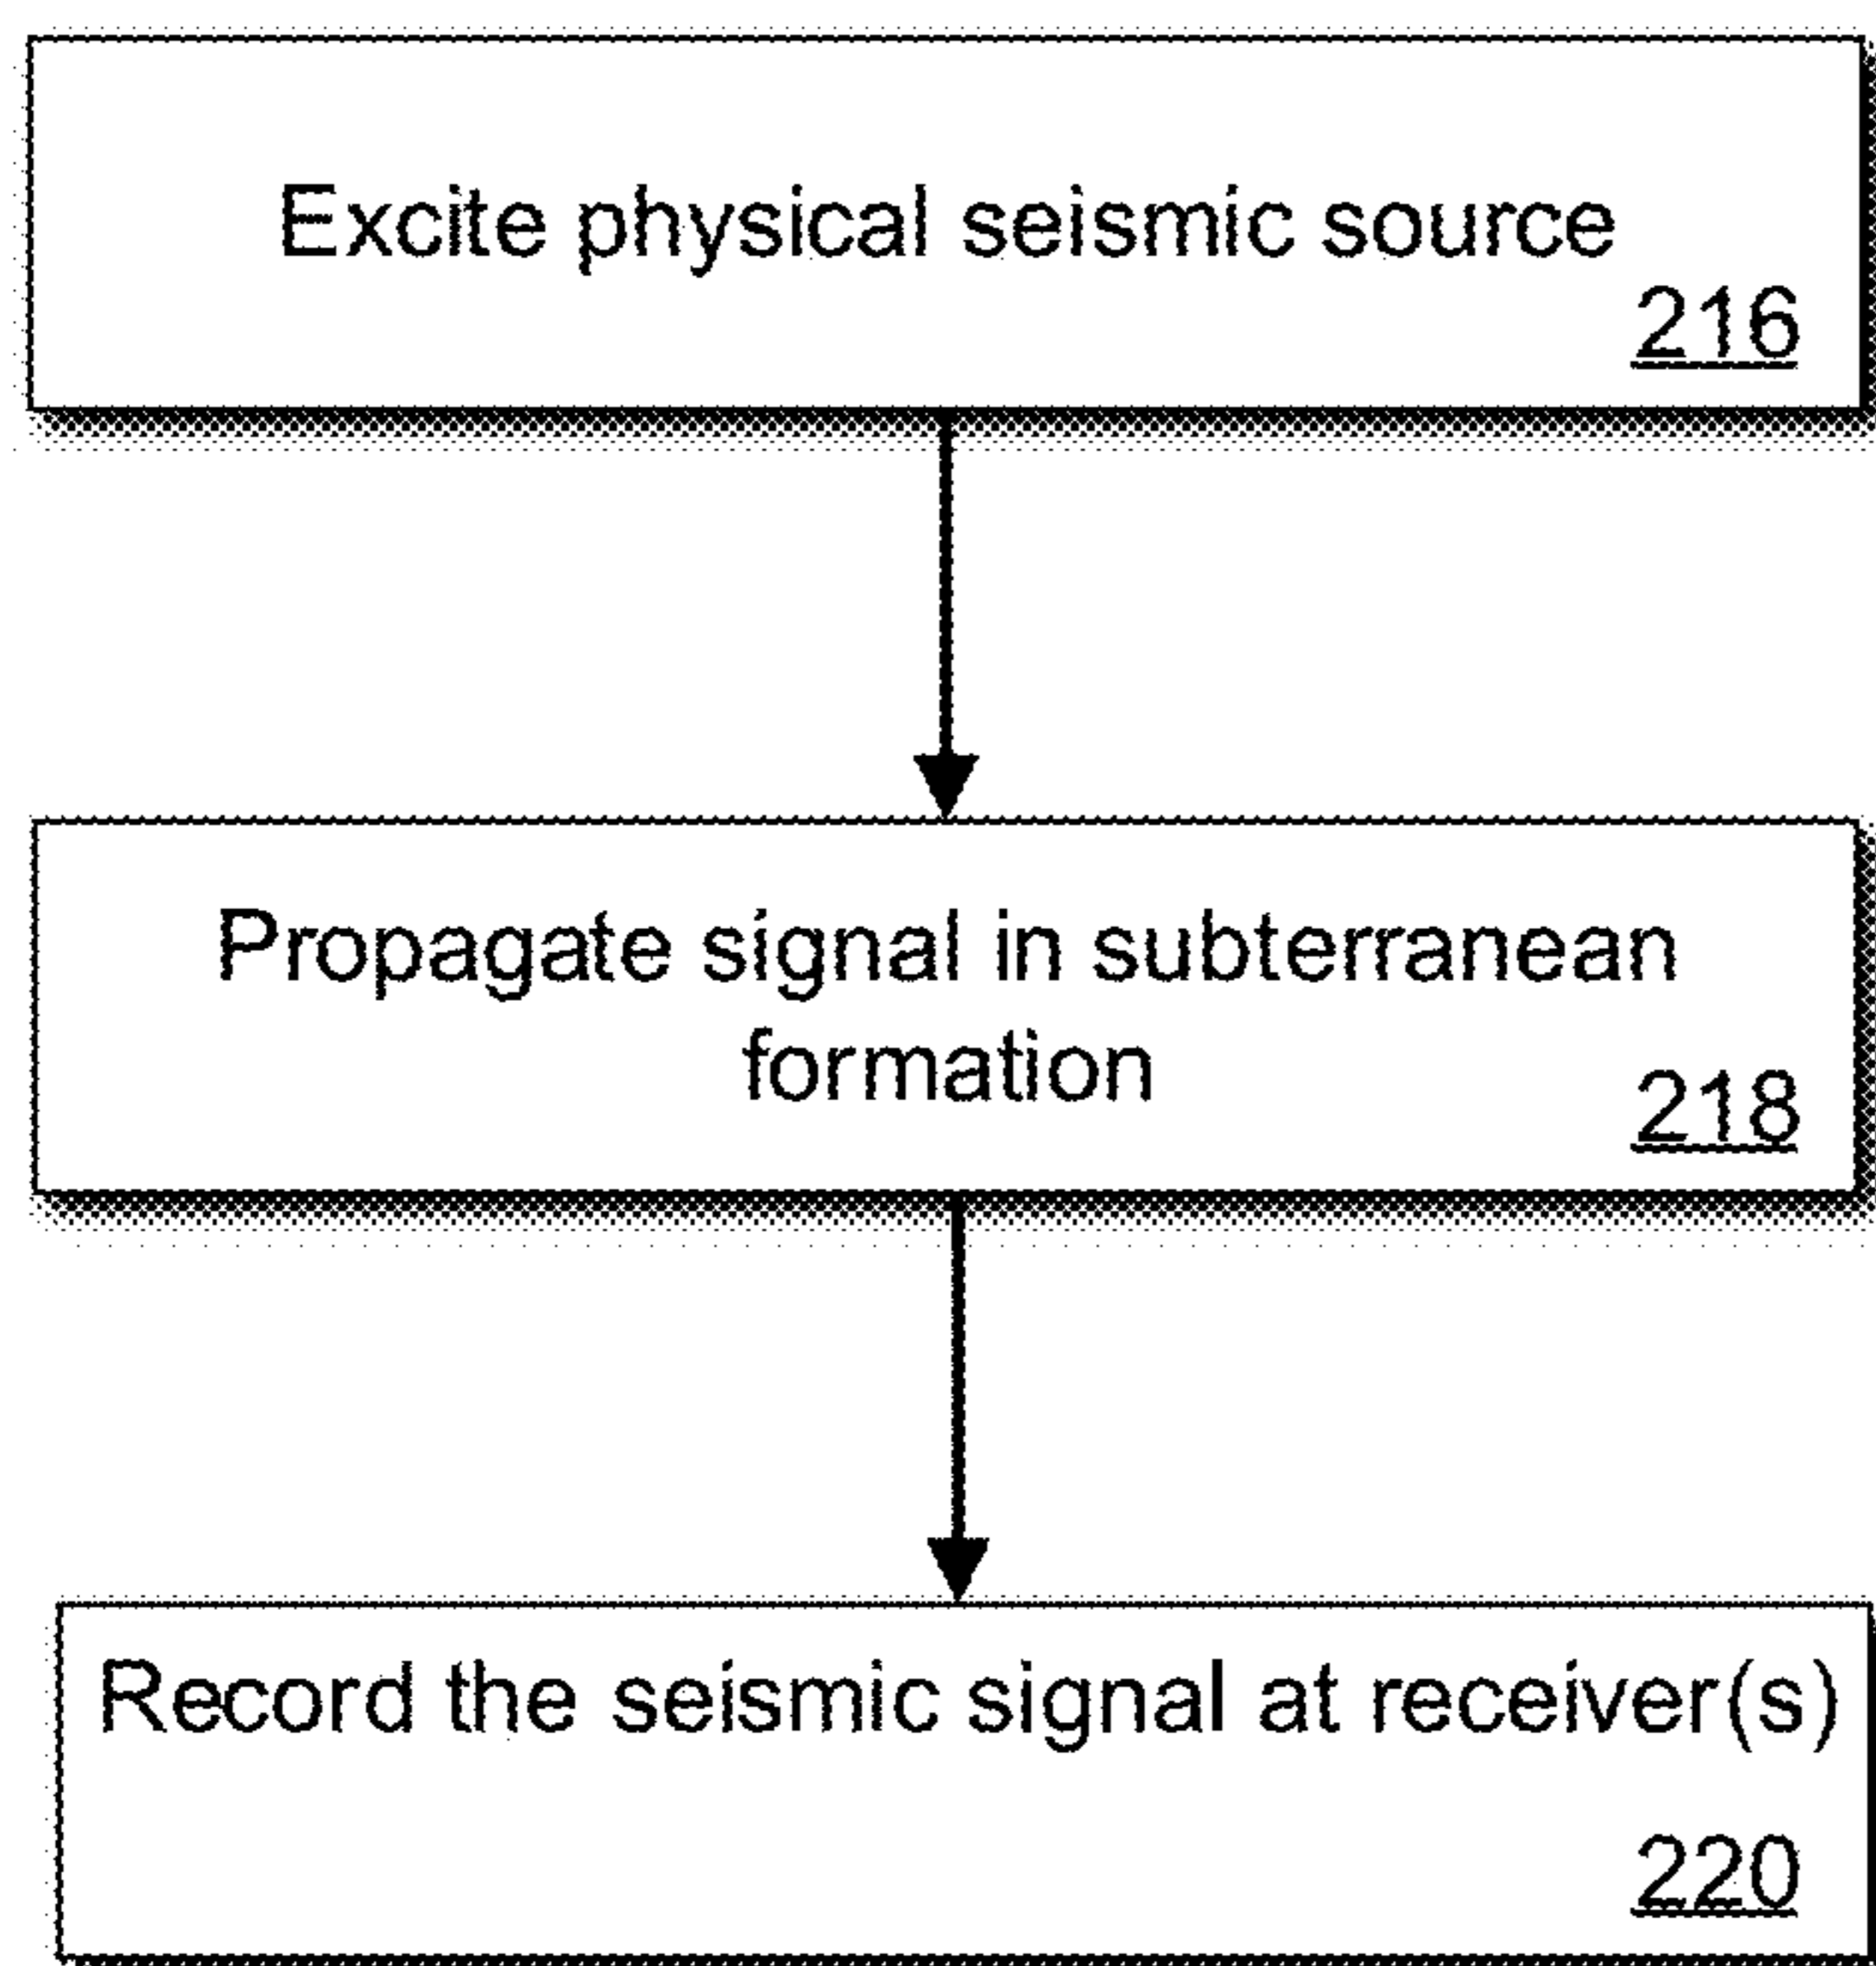 Excite physical seismic source
216
Propagate signal in subterranean
formation
218
Record the seismic signal at receiver(s)
220